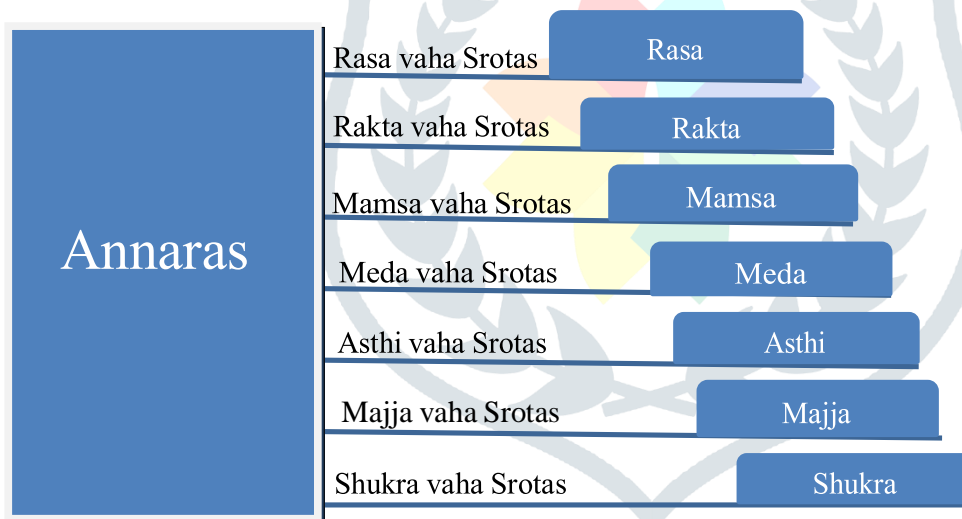 Annaras
Rasa vaha Srotas
Rasa
Rakta vaha Srotas
Rakta
Mamsa vaha Srotas
Mamsa
Meda vaha Srotas
Meda
Asthi vaha Srotas
Asthi
Majja vaha Srotas
Majja
Shukra vaha Srotas
Shukra